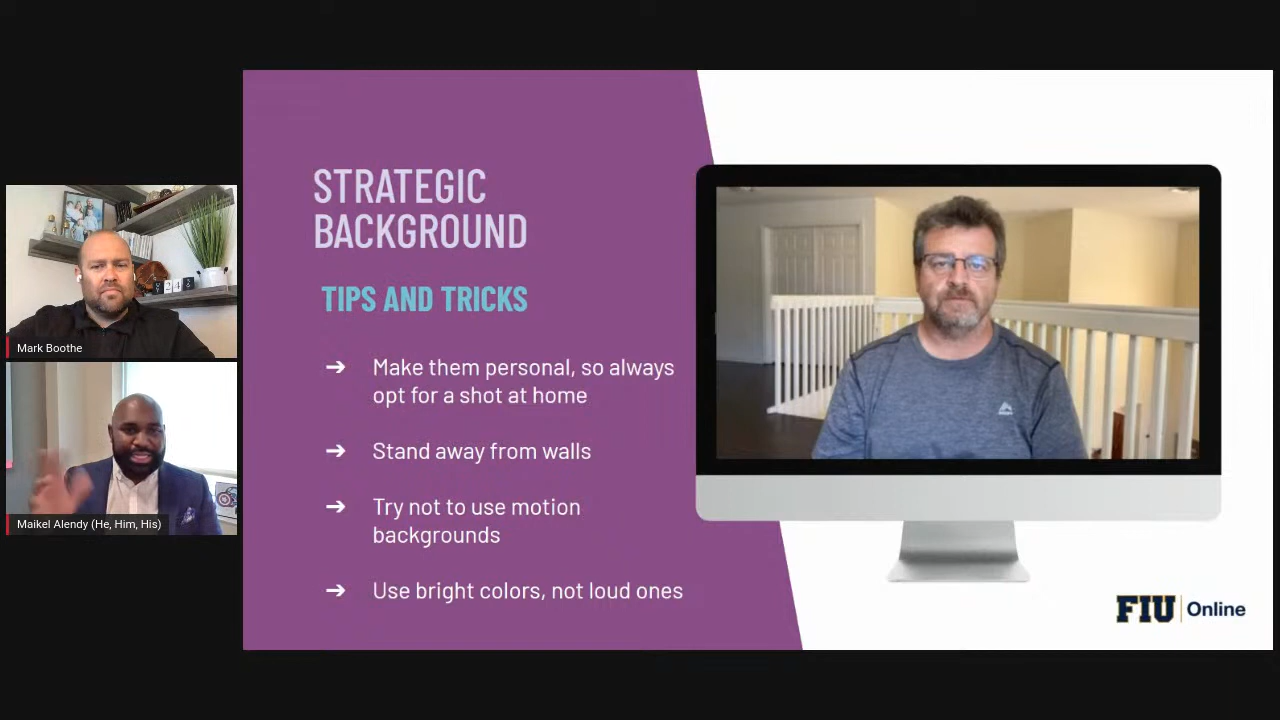 STRATEGIC
BACKGROUND
TIPS AND TRICKS
➔ Make them personal, so always
opt for a shot at home
➔ Stand away from walls
➔ Try not to use motion
backgrounds
➔ Use bright colors, not loud ones
Mark Boothe
Maikel Alendy (He, Him, His)
FIU Online